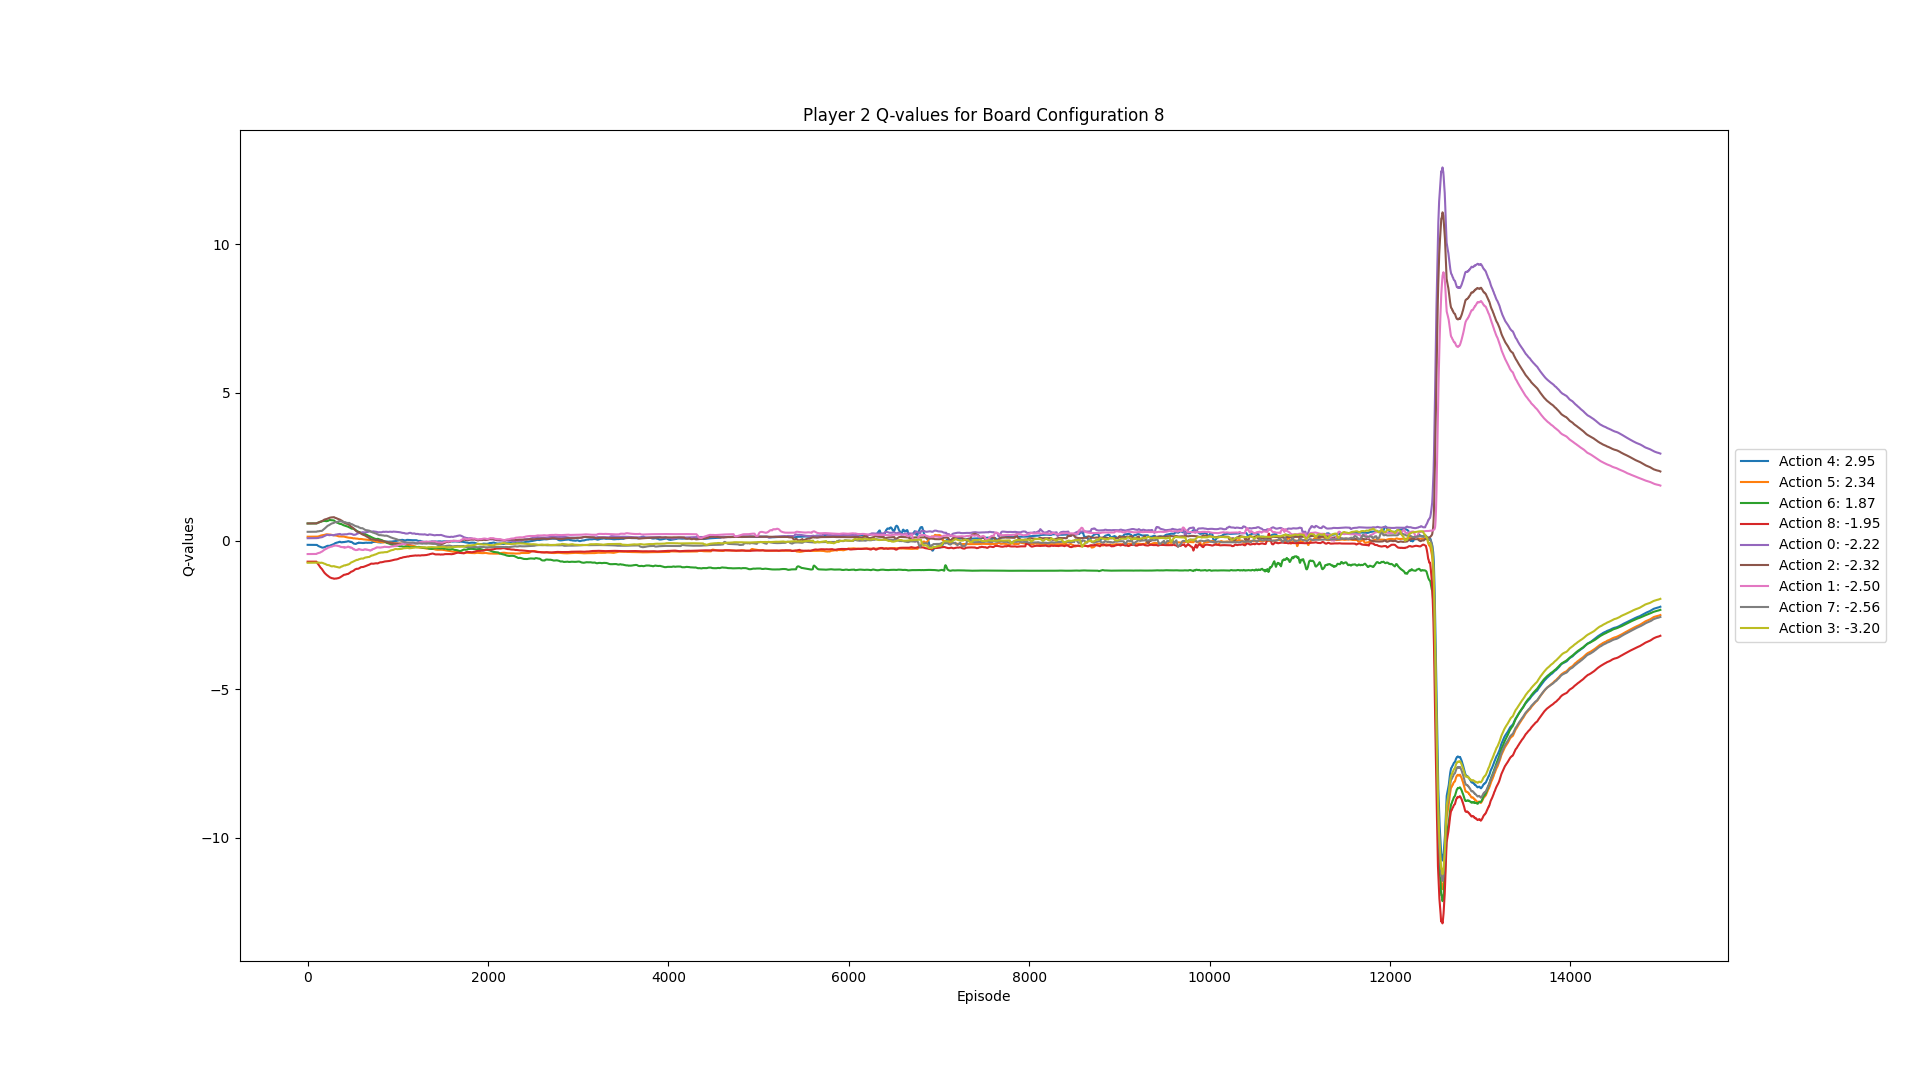 Player 2 Q-values for Board Configuration 8
10
5
0
−5
−10
Q-values
0 2000 4000 6000 8000 10000 12000 14000
Episode
Action 4: 2.95
Action 5: 2.34
Action 6: 1.87
Action 8: -1.95
Action 0: -2.22
Action 2: -2.32
Action 1: -2.50
Action 7: -2.56
Action 3: -3.20